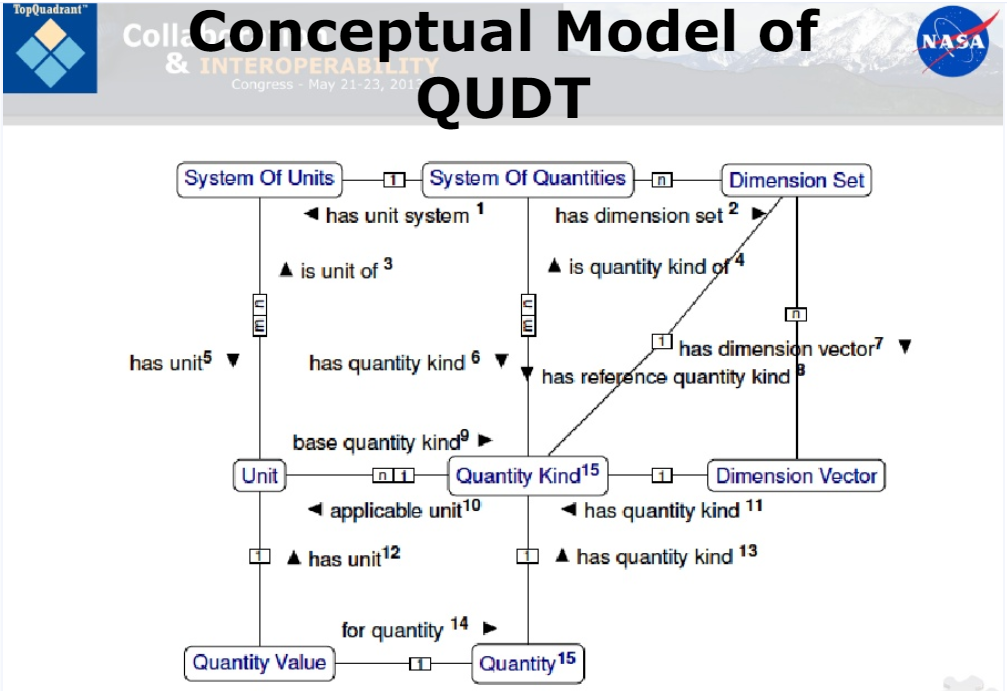 TopQuadrant™
Collaboration
Conceptual Model of
& INTEROPERABILITY
Congress - May 21-23, 201
QUDT
NASA
System Of Units
1
System Of Quantities
n
Dimension Set
◄ has unit system 1
has dimension set 2 ►
▲ is unit of 3
▲ is quantity kind of 4
n
m
n
m
n
1
has unit5 ▼
has quantity kind 6 ▼
has dimension vector7 ▼
▼ has reference quantity kind 8
base quantity kind9 ►
Unit
n 1
Quantity Kind15
1
Dimension Vector
◄ applicable unit10
◄ has quantity kind 11
1
▲ has unit12
1
▲ has quantity kind 13
for quantity 14 ►
Quantity Value
1
Quantity15